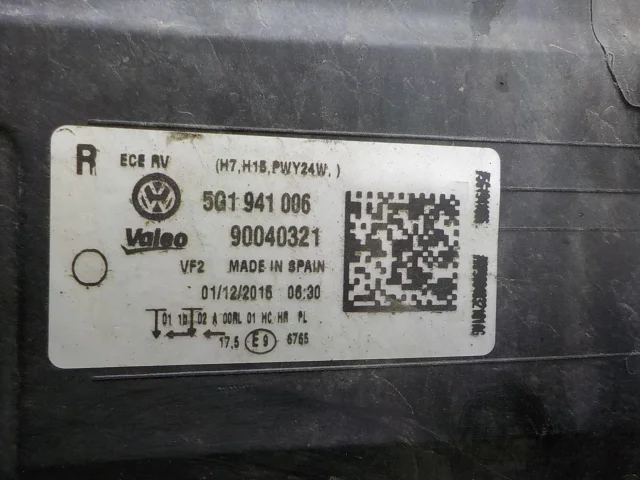 R ECE RV (H7,H15,PWY24W, )
5G1 941 006
Valeo 90040321
VF2 MADE IN SPAIN
01/12/2015 06:30
01 1B 02 A 00RL 01 HC/HR PL
17,5 E9 6765